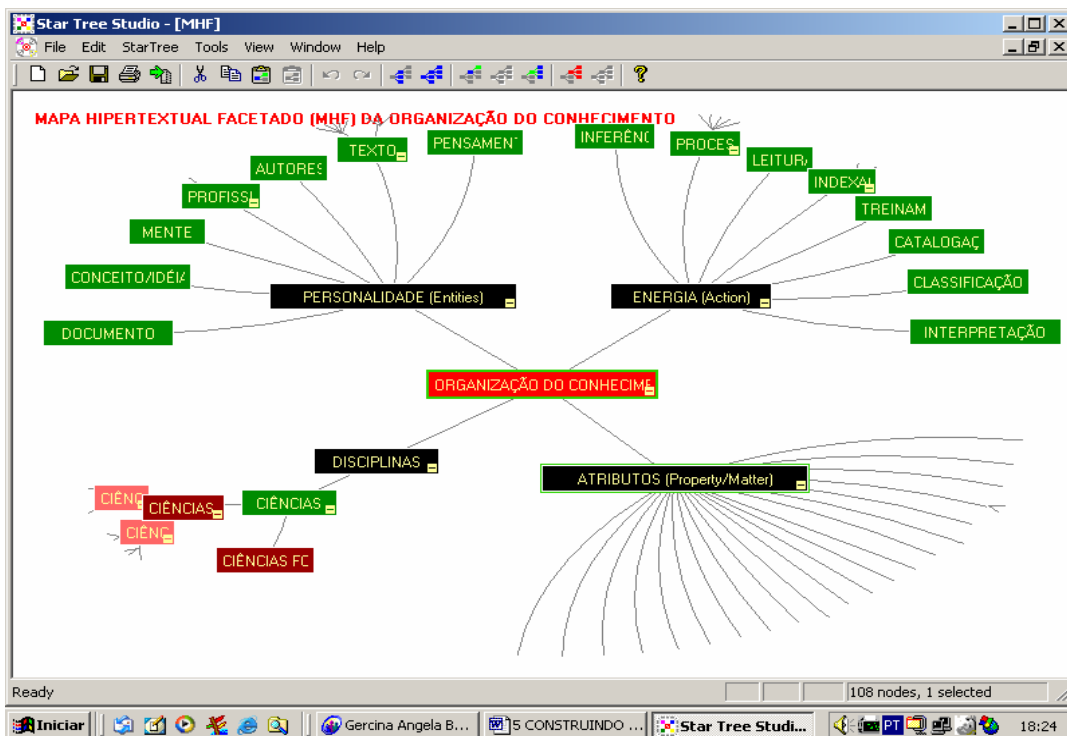 Star Tree Studio - [MHF]
File Edit StarTree Tools View Window Help
MAPA HIPERTEXTUAL FACETADO (MHF) DA ORGANIZAÇÃO DO CONHECIMENTO
TEXTO
PENSAMEN
INFERÊNC
PROCES
AUTORES
LEITURA
PROFISSI
INDEXA
MENTE
TREINAM
CATALOGAÇ
CONCEITO/IDÉIA
CLASSIFICAÇÃO
PERSONALIDADE (Entities)
ENERGIA (Action)
DOCUMENTO
INTERPRETAÇÃO
ORGANIZAÇÃO DO CONHECIME
DISCIPLINAS
ATRIBUTOS (Property/Matter)
CIÊNC
CIÊNCIAS
CIÊNCIAS
CIÊNC
CIÊNCIAS FC
Ready
108 nodes, 1 selected
Iniciar
Gercina Angela B...
5 CONSTRUINDO ...
Star Tree Studi...
PT
18:24